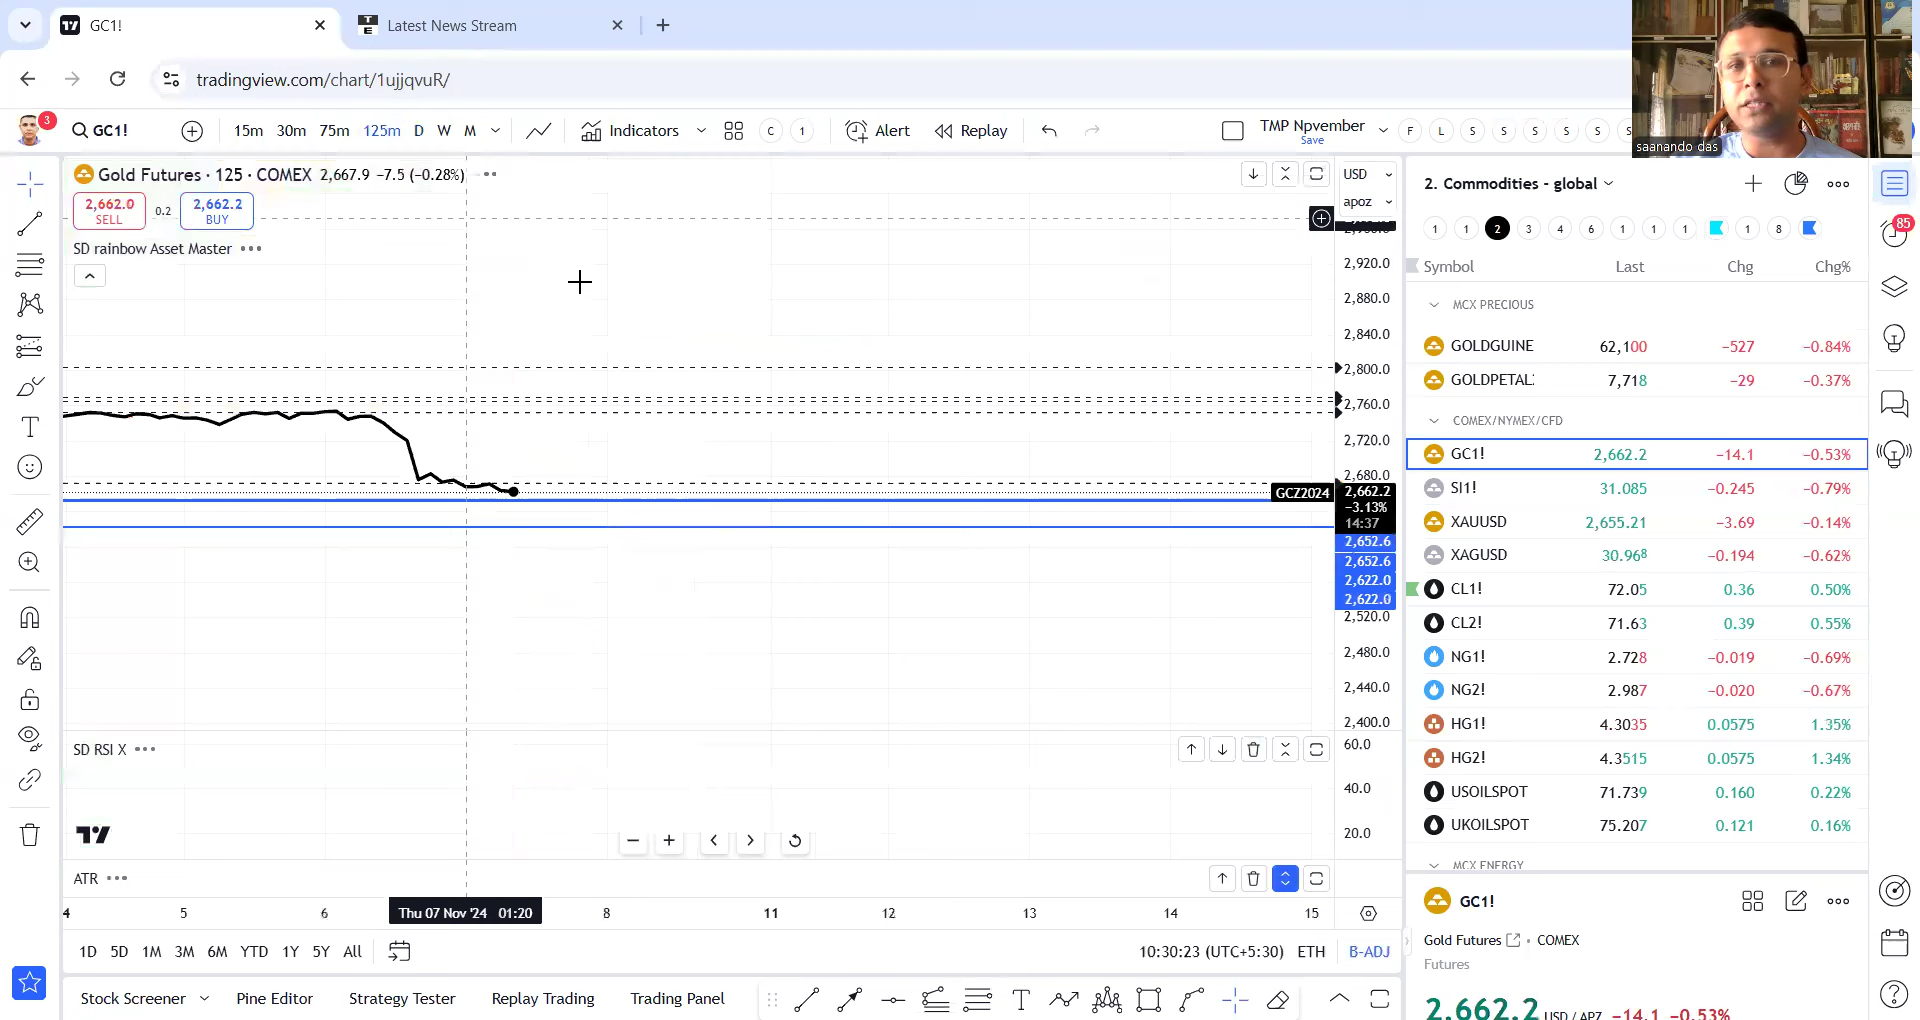 GC1!
Latest News Stream
tradingview.com/chart/1ujjqvuR/
3
GC1!
15m 30m 75m 125m D W M
Indicators
C 1
Alert
Replay
TMP Npvember
Save
F L S S S S S S
saanando das
Gold Futures · 125 · COMEX 2,667.9 −7.5 (−0.28%)
2,662.0
SELL
0.2
2,662.2
BUY
SD rainbow Asset Master
USD
apoz
2,920.0
2,880.0
2,840.0
2,800.0
2,760.0
2,720.0
2,680.0
GCZ2024
2,662.2
−3.13%
14:37
2,652.6
2,652.6
2,622.0
2,622.0
2,520.0
2,480.0
2,440.0
2,400.0
SD RSI X
60.0
40.0
20.0
ATR
4 5 6 Thu 07 Nov '24 01:20 8 11 12 13 14 15
1D 5D 1M 3M 6M YTD 1Y 5Y All
10:30:23 (UTC+5:30) ETH B-ADJ
Stock Screener Pine Editor Strategy Tester Replay Trading Trading Panel
2. Commodities - global
1 1 2 3 4 6 1 1 1 1 8
85
Symbol Last Chg Chg%
MCX PRECIOUS
GOLDGUINE 62,100 −527 −0.84%
GOLDPETAL 7,718 −29 −0.37%
COMEX/NYMEX/CFD
GC1! 2,662.2 −14.1 −0.53%
SI1! 31.085 −0.245 −0.79%
XAUUSD 2,655.21 −3.69 −0.14%
XAGUSD 30.968 −0.194 −0.62%
CL1! 72.05 0.36 0.50%
CL2! 71.63 0.39 0.55%
NG1! 2.728 −0.019 −0.69%
NG2! 2.987 −0.020 −0.67%
HG1! 4.3035 0.0575 1.35%
HG2! 4.3515 0.0575 1.34%
USOILSPOT 71.739 0.160 0.22%
UKOILSPOT 75.207 0.121 0.16%
MCX ENERGY
GC1!
Gold Futures · COMEX
Futures
2,662.2 USD / APZ −14.1 −0.53%